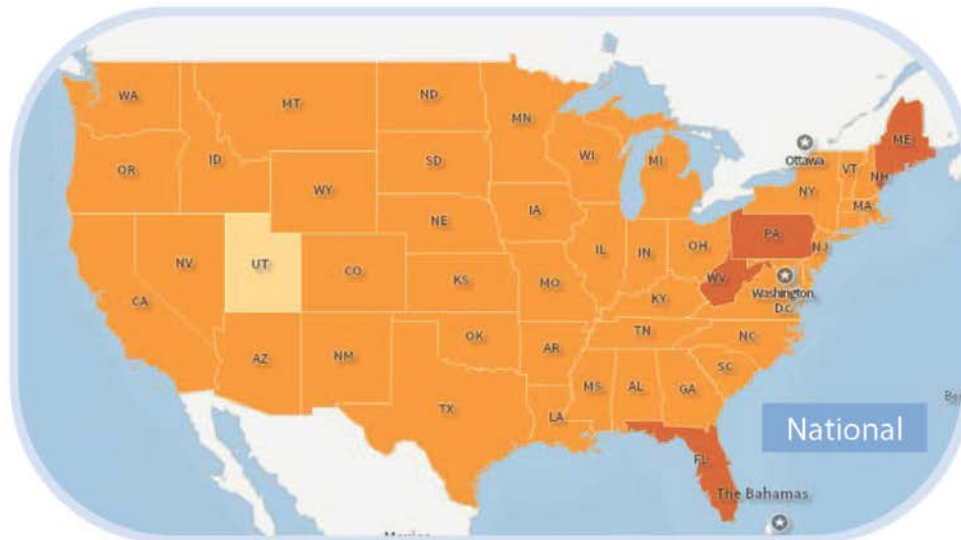 WA
MT
ND
MN
OR
ID
SD
WI
MI
Ottawa
ME
VT
NH
WY
NY
MA
IA
NE
PA
NJ
NV
UT
CO
IL
IN
OH
WV
Washington,
D.C.
CA
KS
MO
KY
AZ
NM
OK
AR
TN
NC
SC
MS
AL
GA
TX
LA
National
FL
The Bahamas